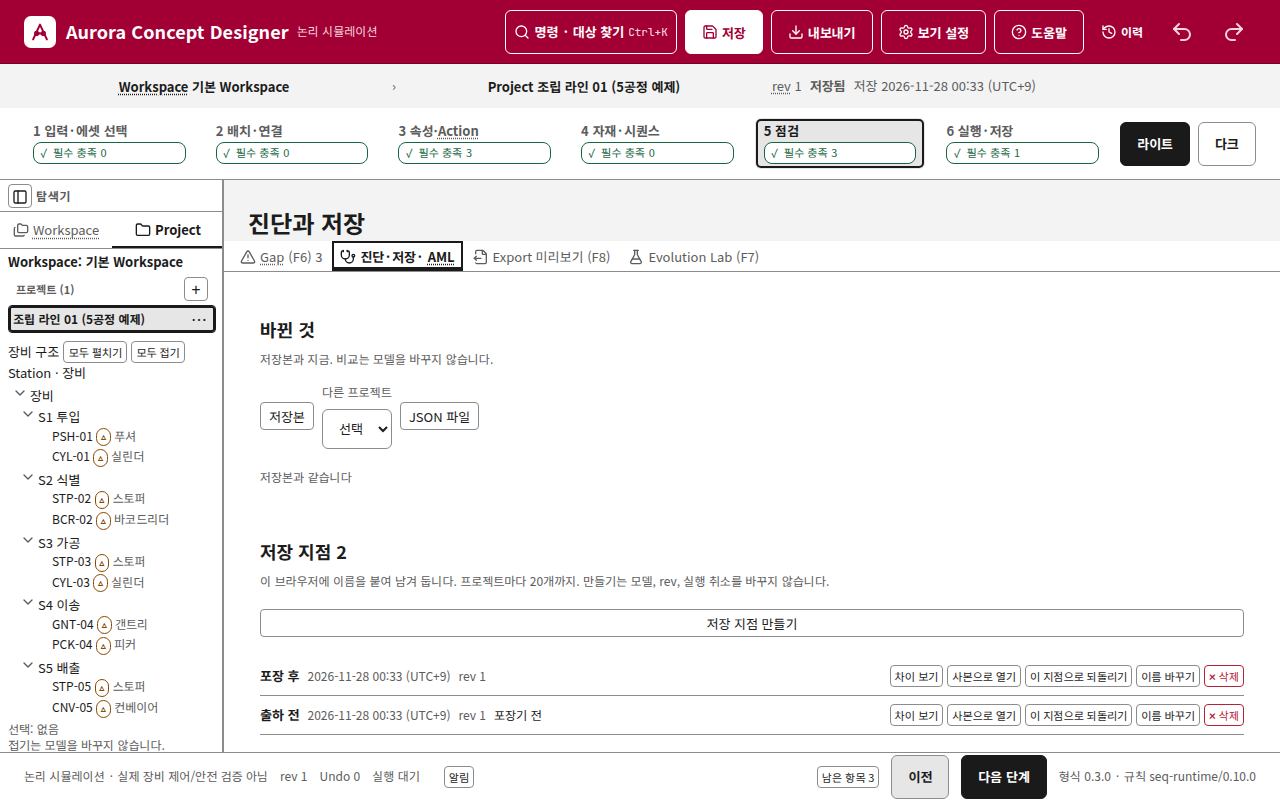 Aurora Concept Designer 논리 시뮬레이션
명령 · 대상 찾기 Ctrl+K
저장
내보내기
보기 설정
도움말
이력
Workspace 기본 Workspace
›
Project 조립 라인 01 (5공정 예제)
rev 1 저장됨 저장 2026-11-28 00:33 (UTC+9)
1 입력·에셋 선택
✓ 필수 충족 0
2 배치·연결
✓ 필수 충족 0
3 속성·Action
✓ 필수 충족 3
4 자재·시퀀스
✓ 필수 충족 0
5 점검
✓ 필수 충족 3
6 실행·저장
✓ 필수 충족 1
라이트
다크
탐색기
Workspace
Project
Workspace: 기본 Workspace
프로젝트 (1)
+
조립 라인 01 (5공정 예제) ···
장비 구조 모두 펼치기 모두 접기
Station · 장비
장비
S1 투입
PSH-01 푸셔
CYL-01 실린더
S2 식별
STP-02 스토퍼
BCR-02 바코드리더
S3 가공
STP-03 스토퍼
CYL-03 실린더
S4 이송
GNT-04 갠트리
PCK-04 피커
S5 배출
STP-05 스토퍼
CNV-05 컨베이어
선택: 없음
접기는 모델을 바꾸지 않습니다.
진단과 저장
Gap (F6) 3
진단·저장· AML
Export 미리보기 (F8)
Evolution Lab (F7)
바뀐 것
저장본과 지금. 비교는 모델을 바꾸지 않습니다.
다른 프로젝트
저장본
선택
JSON 파일
저장본과 같습니다
저장 지점 2
이 브라우저에 이름을 붙여 남겨 둡니다. 프로젝트마다 20개까지. 만들기는 모델, rev, 실행 취소를 바꾸지 않습니다.
저장 지점 만들기
포장 후 2026-11-28 00:33 (UTC+9) rev 1
차이 보기 사본으로 열기 이 지점으로 되돌리기 이름 바꾸기 × 삭제
출하 전 2026-11-28 00:33 (UTC+9) rev 1 포장기 전
차이 보기 사본으로 열기 이 지점으로 되돌리기 이름 바꾸기 × 삭제
논리 시뮬레이션 · 실제 장비 제어/안전 검증 아님 rev 1 Undo 0 실행 대기 알림
남은 항목 3
이전
다음 단계
형식 0.3.0 · 규칙 seq-runtime/0.10.0